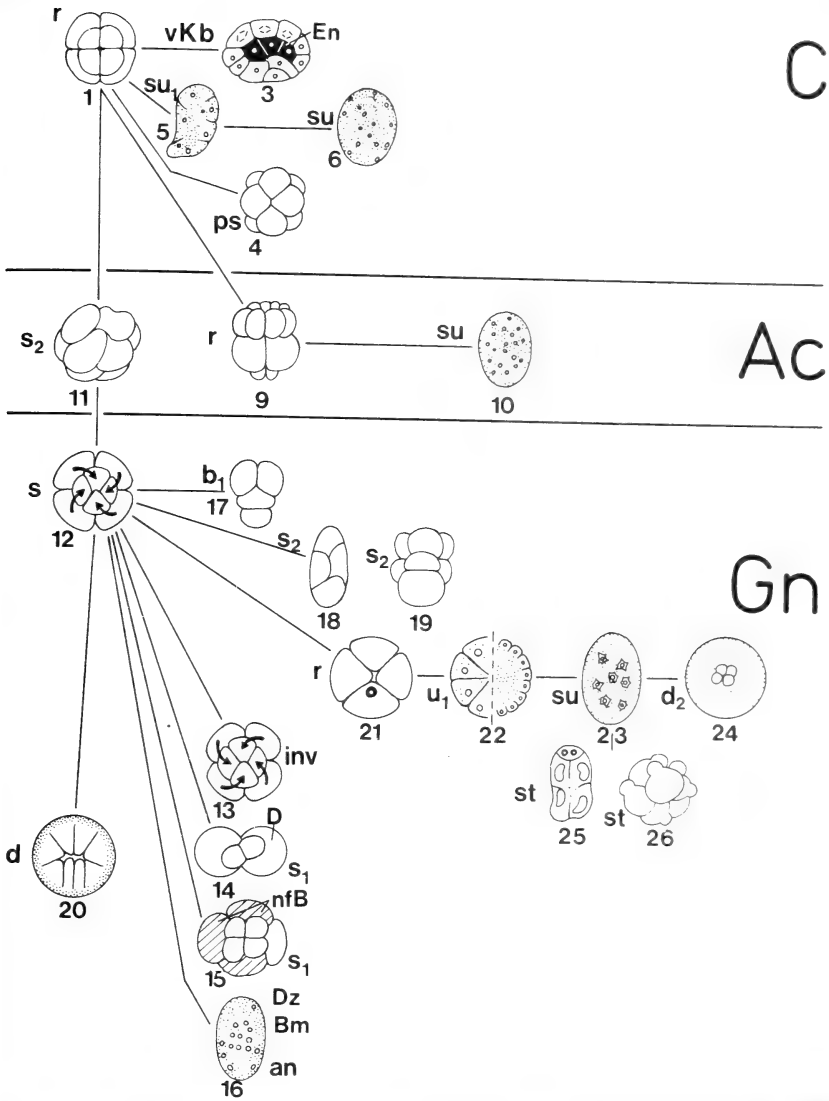 r
vKb
En
C
1
3
su1
5
su
6
ps
4
s2
11
r
9
su
10
Ac
s
12
b1
17
s2
18
s2
19
Gn
r
21
u1
22
su
23
d2
24
st
25
st
26
inv
13
D
14
s1
nfB
15
s1
d
20
Dz
Bm
an
16